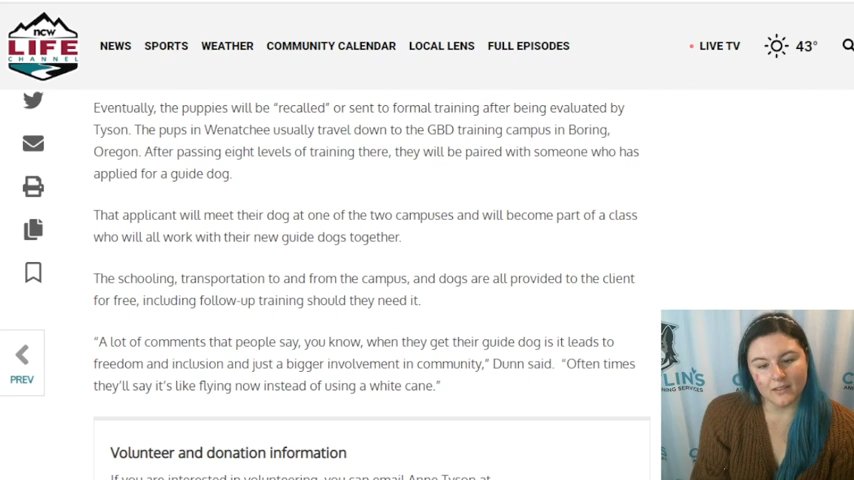 ncw
LIFE
CHANNEL
NEWS SPORTS WEATHER COMMUNITY CALENDAR LOCAL LENS FULL EPISODES
LIVE TV 43°
Eventually, the puppies will be “recalled” or sent to formal training after being evaluated by
Tyson. The pups in Wenatchee usually travel down to the GBD training campus in Boring,
Oregon. After passing eight levels of training there, they will be paired with someone who has
applied for a guide dog.
That applicant will meet their dog at one of the two campuses and will become part of a class
who will all work with their new guide dogs together.
The schooling, transportation to and from the campus, and dogs are all provided to the client
for free, including follow-up training should they need it.
“A lot of comments that people say, you know, when they get their guide dog is it leads to
freedom and inclusion and just a bigger involvement in community,” Dunn said. “Often times
they’ll say it’s like flying now instead of using a white cane.”
PREV
Volunteer and donation information
If you are interested in volunteering, you can email Anne Tyson at